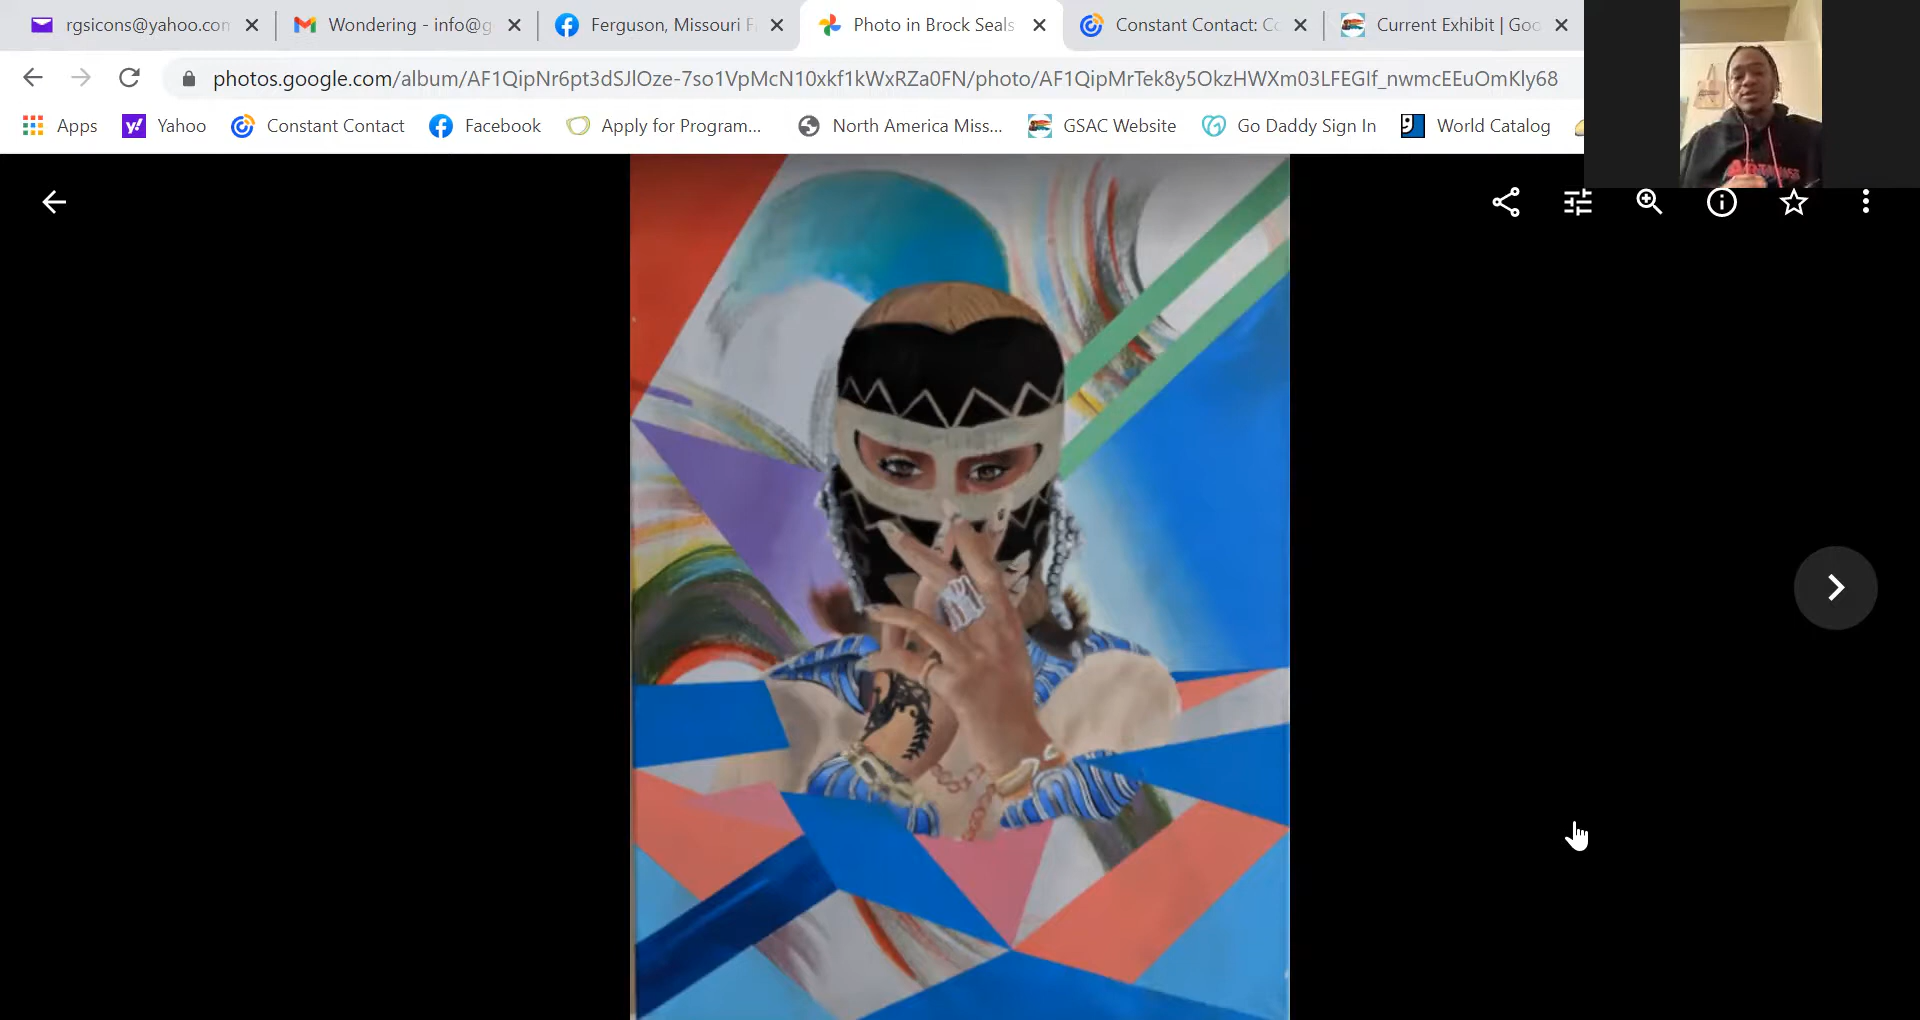 rgsicons@yahoo.con
Wondering - info@g
Ferguson, Missouri F
Photo in Brock Seals
Constant Contact: Co
Current Exhibit | Goo
photos.google.com/album/AF1QipNr6pt3dSJlOze-7so1VpMcN10xkf1kWxRZa0FN/photo/AF1QipMrTek8y5OkzHWXm03LFEGIf_nwmcEEuOmKly68
Apps
Yahoo
Constant Contact
Facebook
Apply for Program...
North America Miss...
GSAC Website
Go Daddy Sign In
World Catalog